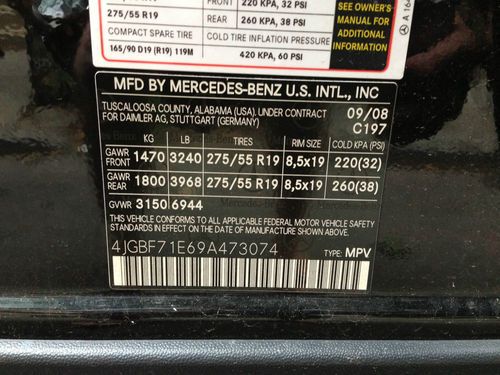 FRONT 220 KPA, 32 PSI
275/55 R19 REAR 260 KPA, 38 PSI
COMPACT SPARE TIRE COLD TIRE INFLATION PRESSURE
165/90 D19 (R19) 119M 420 KPA, 60 PSI
SEE OWNER'S
MANUAL FOR
ADDITIONAL
INFORMATION
A 164
MFD BY MERCEDES-BENZ U.S. INTL., INC
TUSCALOOSA COUNTY, ALABAMA (USA). UNDER CONTRACT 09/08
FOR DAIMLER AG, STUTTGART (GERMANY) C197
KG LB TIRES RIM SIZE COLD KPA (PSI)
GAWR FRONT 1470 3240 275/55 R19 8,5x19 220(32)
GAWR REAR 1800 3968 275/55 R19 8,5x19 260(38)
GVWR 3150 6944
THIS VEHICLE CONFORMS TO ALL APPLICABLE FEDERAL MOTOR VEHICLE SAFETY
STANDARDS IN EFFECT ON THE DATE OF MANUFACTURE SHOWN ABOVE.
4JGBF71E69A473074 TYPE: MPV